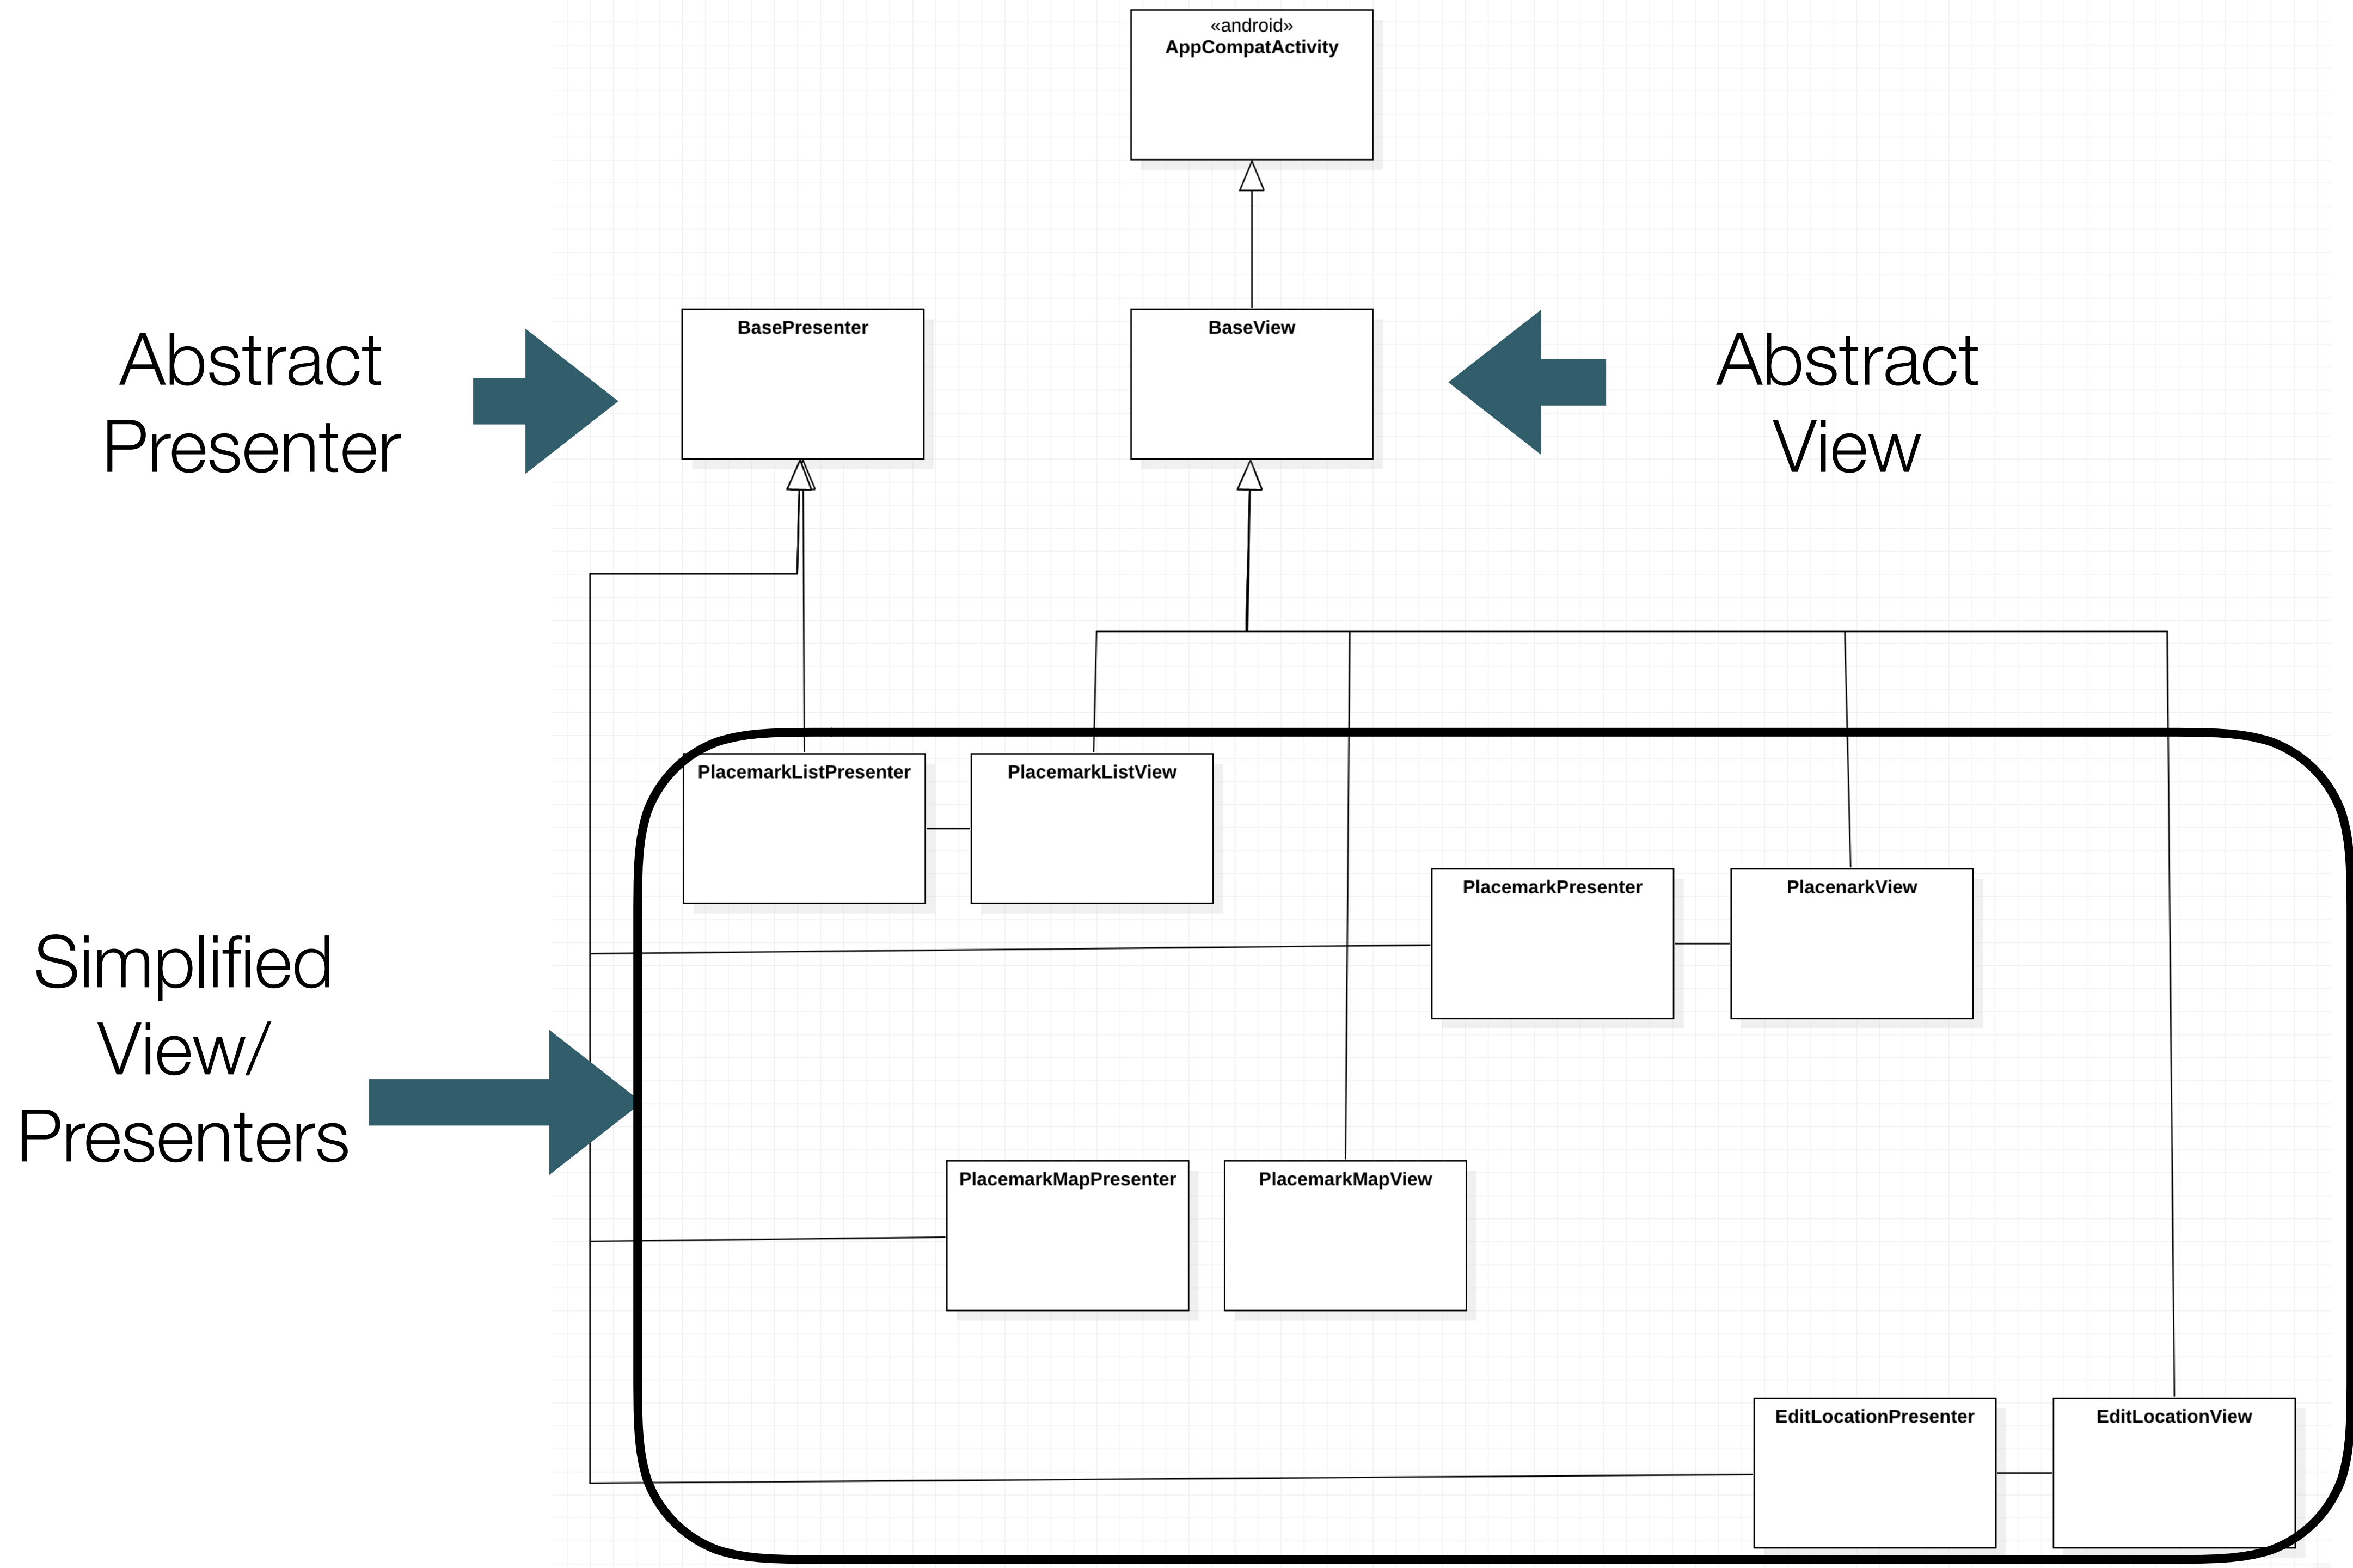 «android»
AppCompatActivity
Abstract
Presenter
BasePresenter
BaseView
Abstract
View
PlacemarkListPresenter
PlacemarkListView
PlacemarkPresenter
PlacenarkView
Simplified
View/
Presenters
PlacemarkMapPresenter
PlacemarkMapView
EditLocationPresenter
EditLocationView